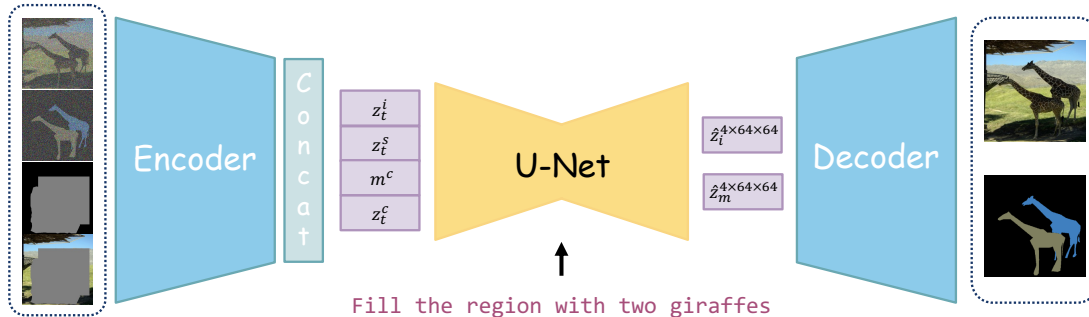 Encoder
Concat
z_t^i
z_t^s
m^c
z_t^c
U-Net
ẑ_i^{4×64×64}
ẑ_m^{4×64×64}
Decoder
Fill the region with two giraffes